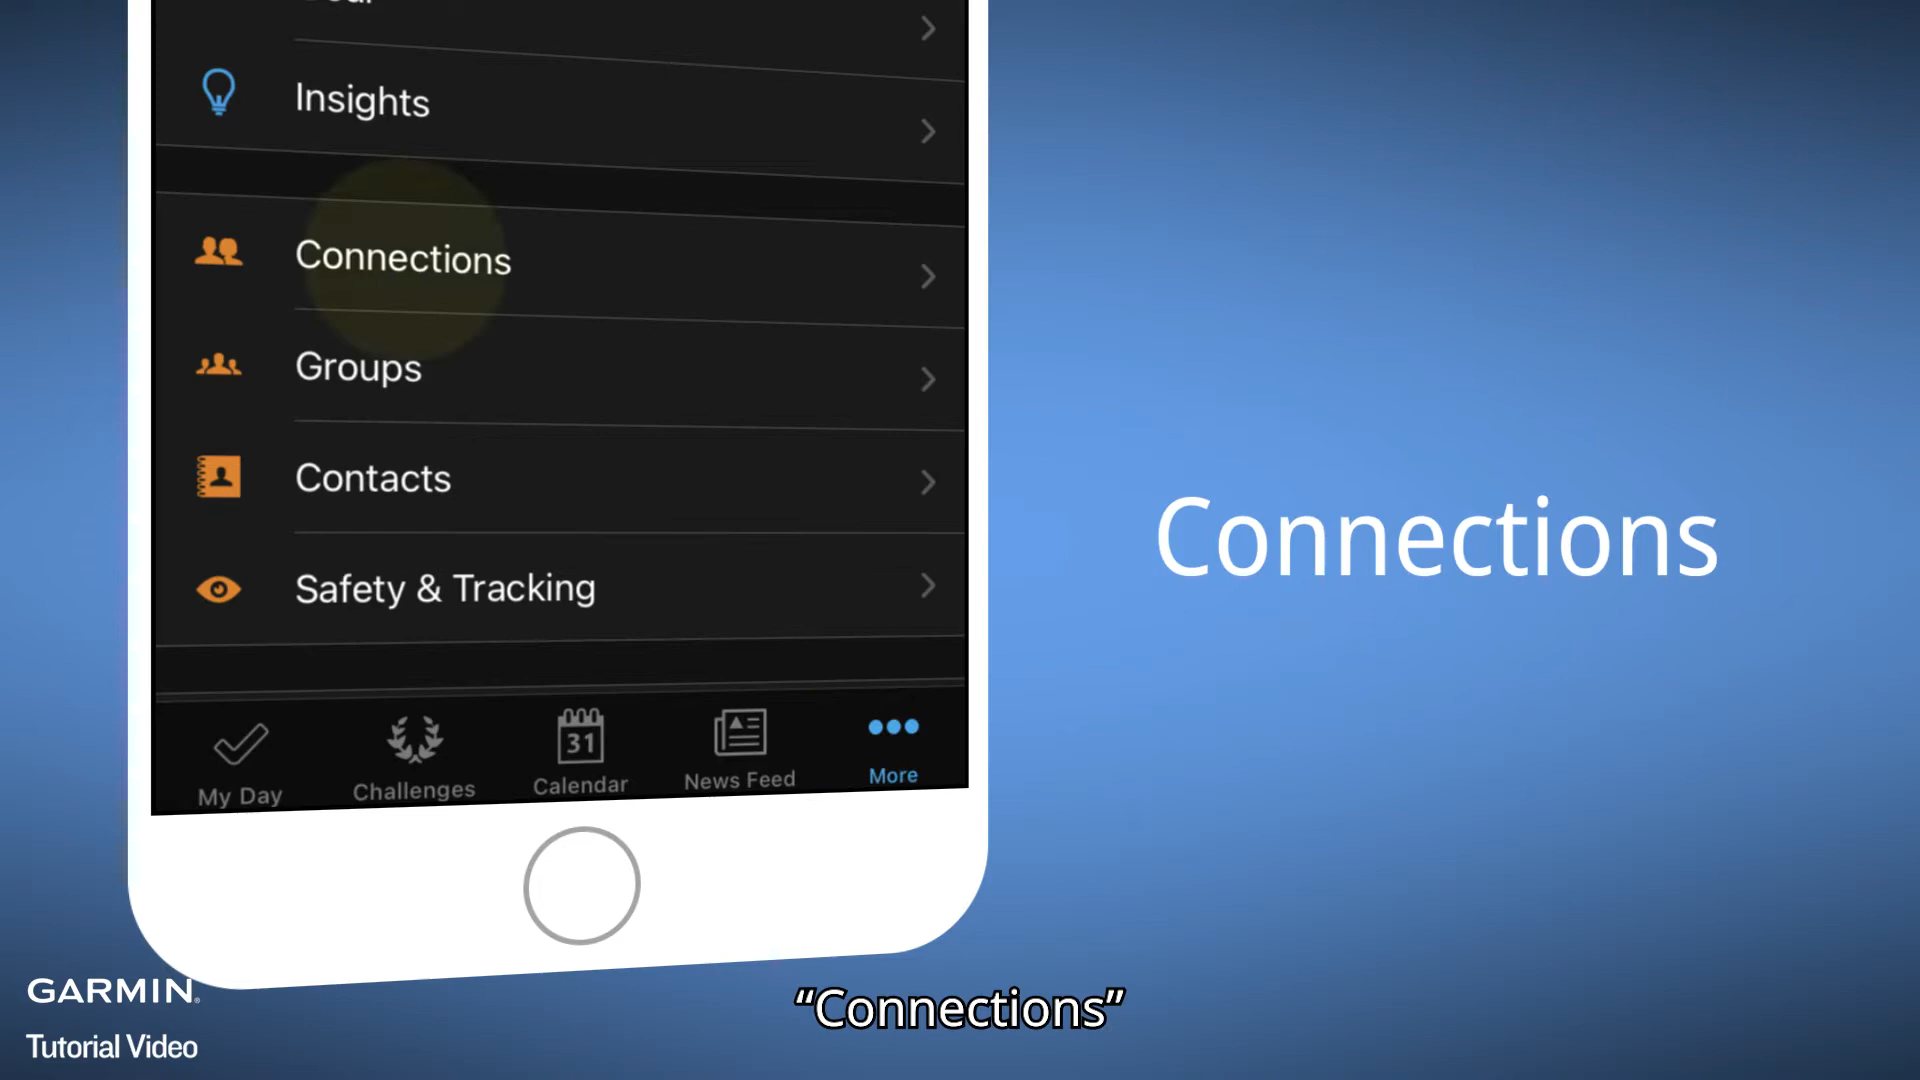 Insights
Connections
Groups
Contacts
Safety & Tracking
31
My Day
Challenges
Calendar
News Feed
More
Connections
GARMIN®
Tutorial Video
“Connections”